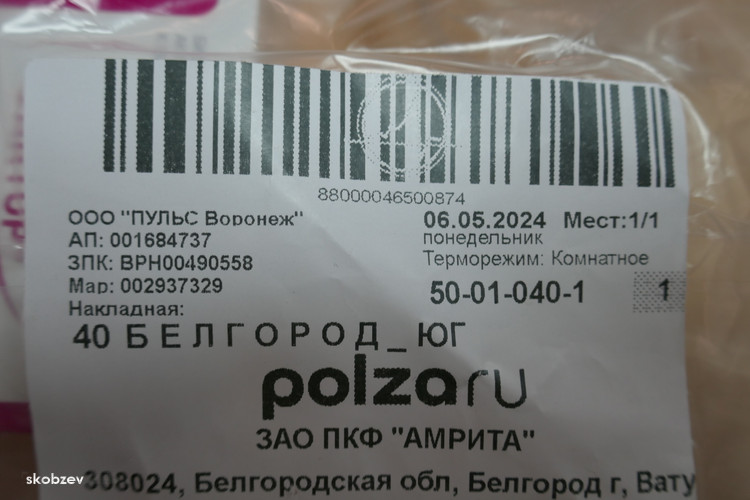 88000046500874
ООО "ПУЛЬС Воронеж"
АП: 001684737
ЗПК: ВРН00490558
Мар: 002937329
Накладная:
06.05.2024 Мест:1/1
понедельник
Терморежим: Комнатное
50-01-040-1 1
40 БЕЛГОРОД_ЮГ
polzaru
ЗАО ПКФ "АМРИТА"
308024, Белгородская обл, Белгород г, Вату
skobzev